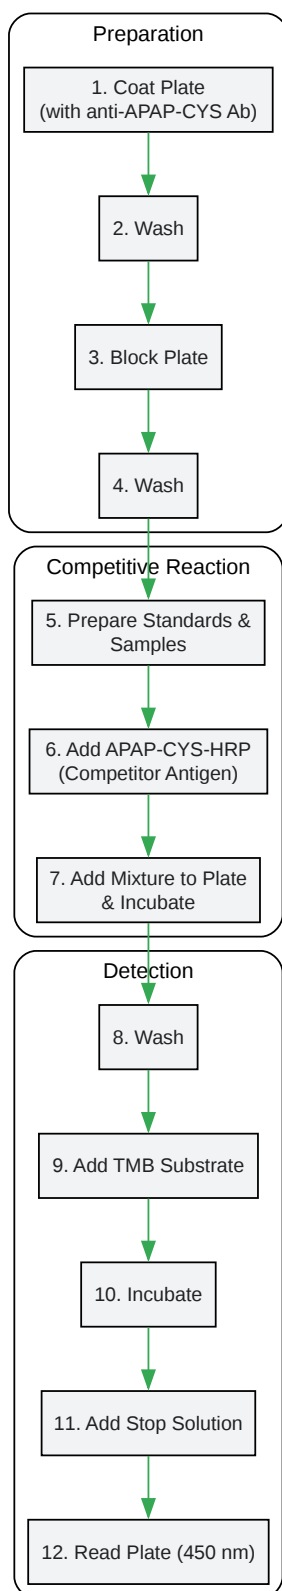 Preparation
1. Coat Plate
(with anti-APAP-CYS Ab)
2. Wash
3. Block Plate
4. Wash
Competitive Reaction
5. Prepare Standards &
Samples
6. Add APAP-CYS-HRP
(Competitor Antigen)
7. Add Mixture to Plate
& Incubate
Detection
8. Wash
9. Add TMB Substrate
10. Incubate
11. Add Stop Solution
12. Read Plate (450 nm)